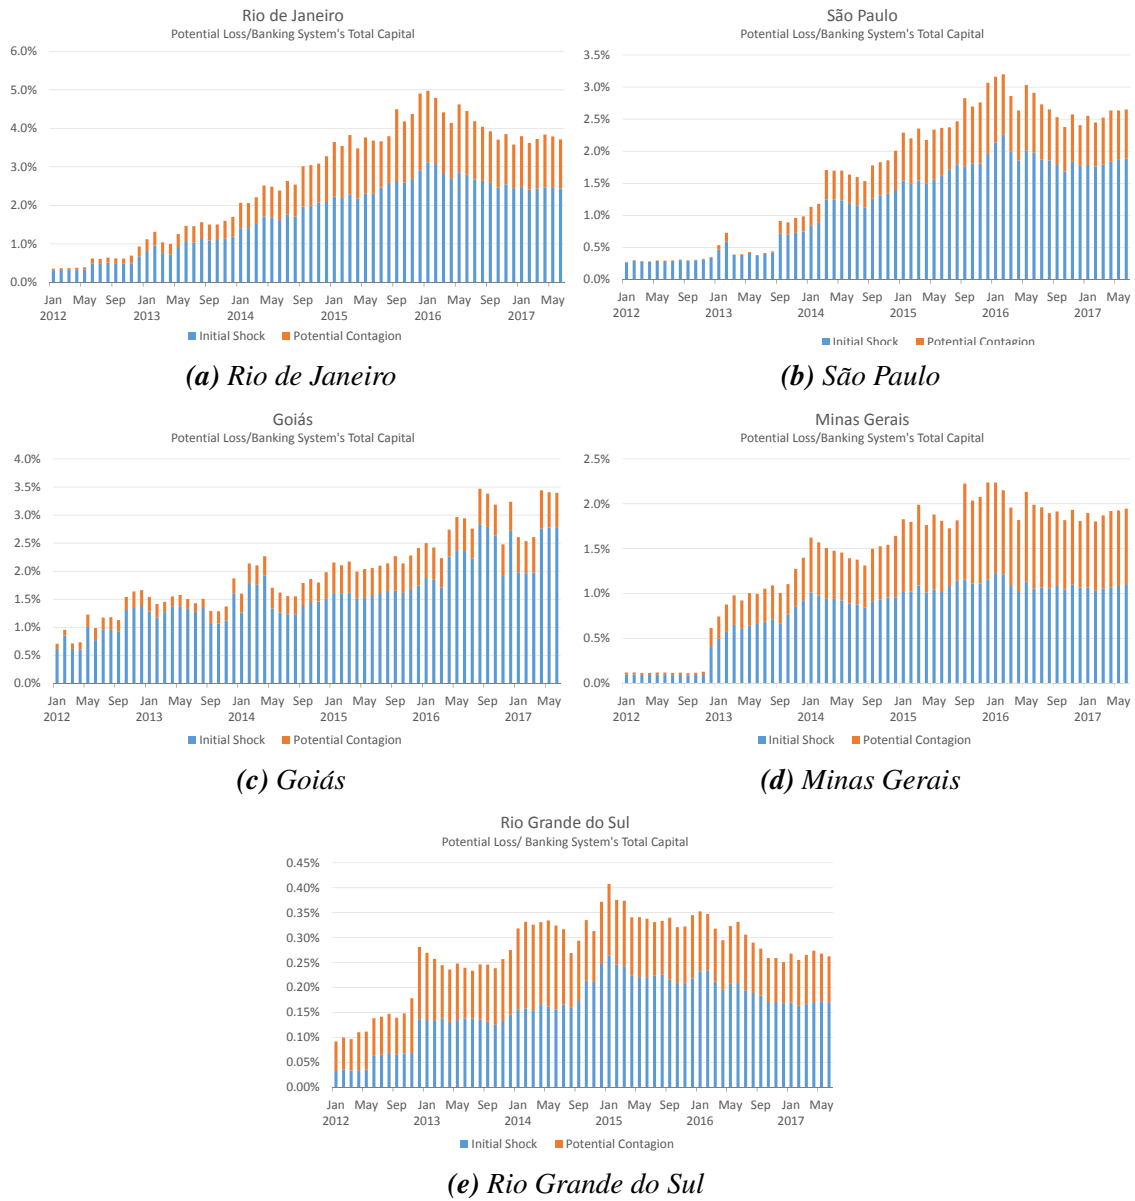 Rio de Janeiro
Potential Loss/Banking System's Total Capital
6.0%
5.0%
4.0%
3.0%
2.0%
1.0%
0.0%
Jan May Sep Jan May Sep Jan May Sep Jan May Sep Jan May Sep Jan May
2012 2013 2014 2015 2016 2017
Initial Shock Potential Contagion
(a) Rio de Janeiro
São Paulo
Potential Loss/Banking System's Total Capital
3.5%
3.0%
2.5%
2.0%
1.5%
1.0%
0.5%
0.0%
Jan May Sep Jan May Sep Jan May Sep Jan May Sep Jan May Sep Jan May
2012 2013 2014 2015 2016 2017
Initial Shock Potential Contagion
(b) São Paulo
Goiás
Potential Loss/Banking System's Total Capital
4.0%
3.5%
3.0%
2.5%
2.0%
1.5%
1.0%
0.5%
0.0%
Jan May Sep Jan May Sep Jan May Sep Jan May Sep Jan May Sep Jan May
2012 2013 2014 2015 2016 2017
Initial Shock Potential Contagion
(c) Goiás
Minas Gerais
Potential Loss/Banking System's Total Capital
2.5%
2.0%
1.5%
1.0%
0.5%
0.0%
Jan May Sep Jan May Sep Jan May Sep Jan May Sep Jan May Sep Jan May
2012 2013 2014 2015 2016 2017
Initial Shock Potential Contagion
(d) Minas Gerais
Rio Grande do Sul
Potential Loss/ Banking System's Total Capital
0.45%
0.40%
0.35%
0.30%
0.25%
0.20%
0.15%
0.10%
0.05%
0.00%
Jan May Sep Jan May Sep Jan May Sep Jan May Sep Jan May Sep Jan May
2012 2013 2014 2015 2016 2017
Initial Shock Potential Contagion
(e) Rio Grande do Sul